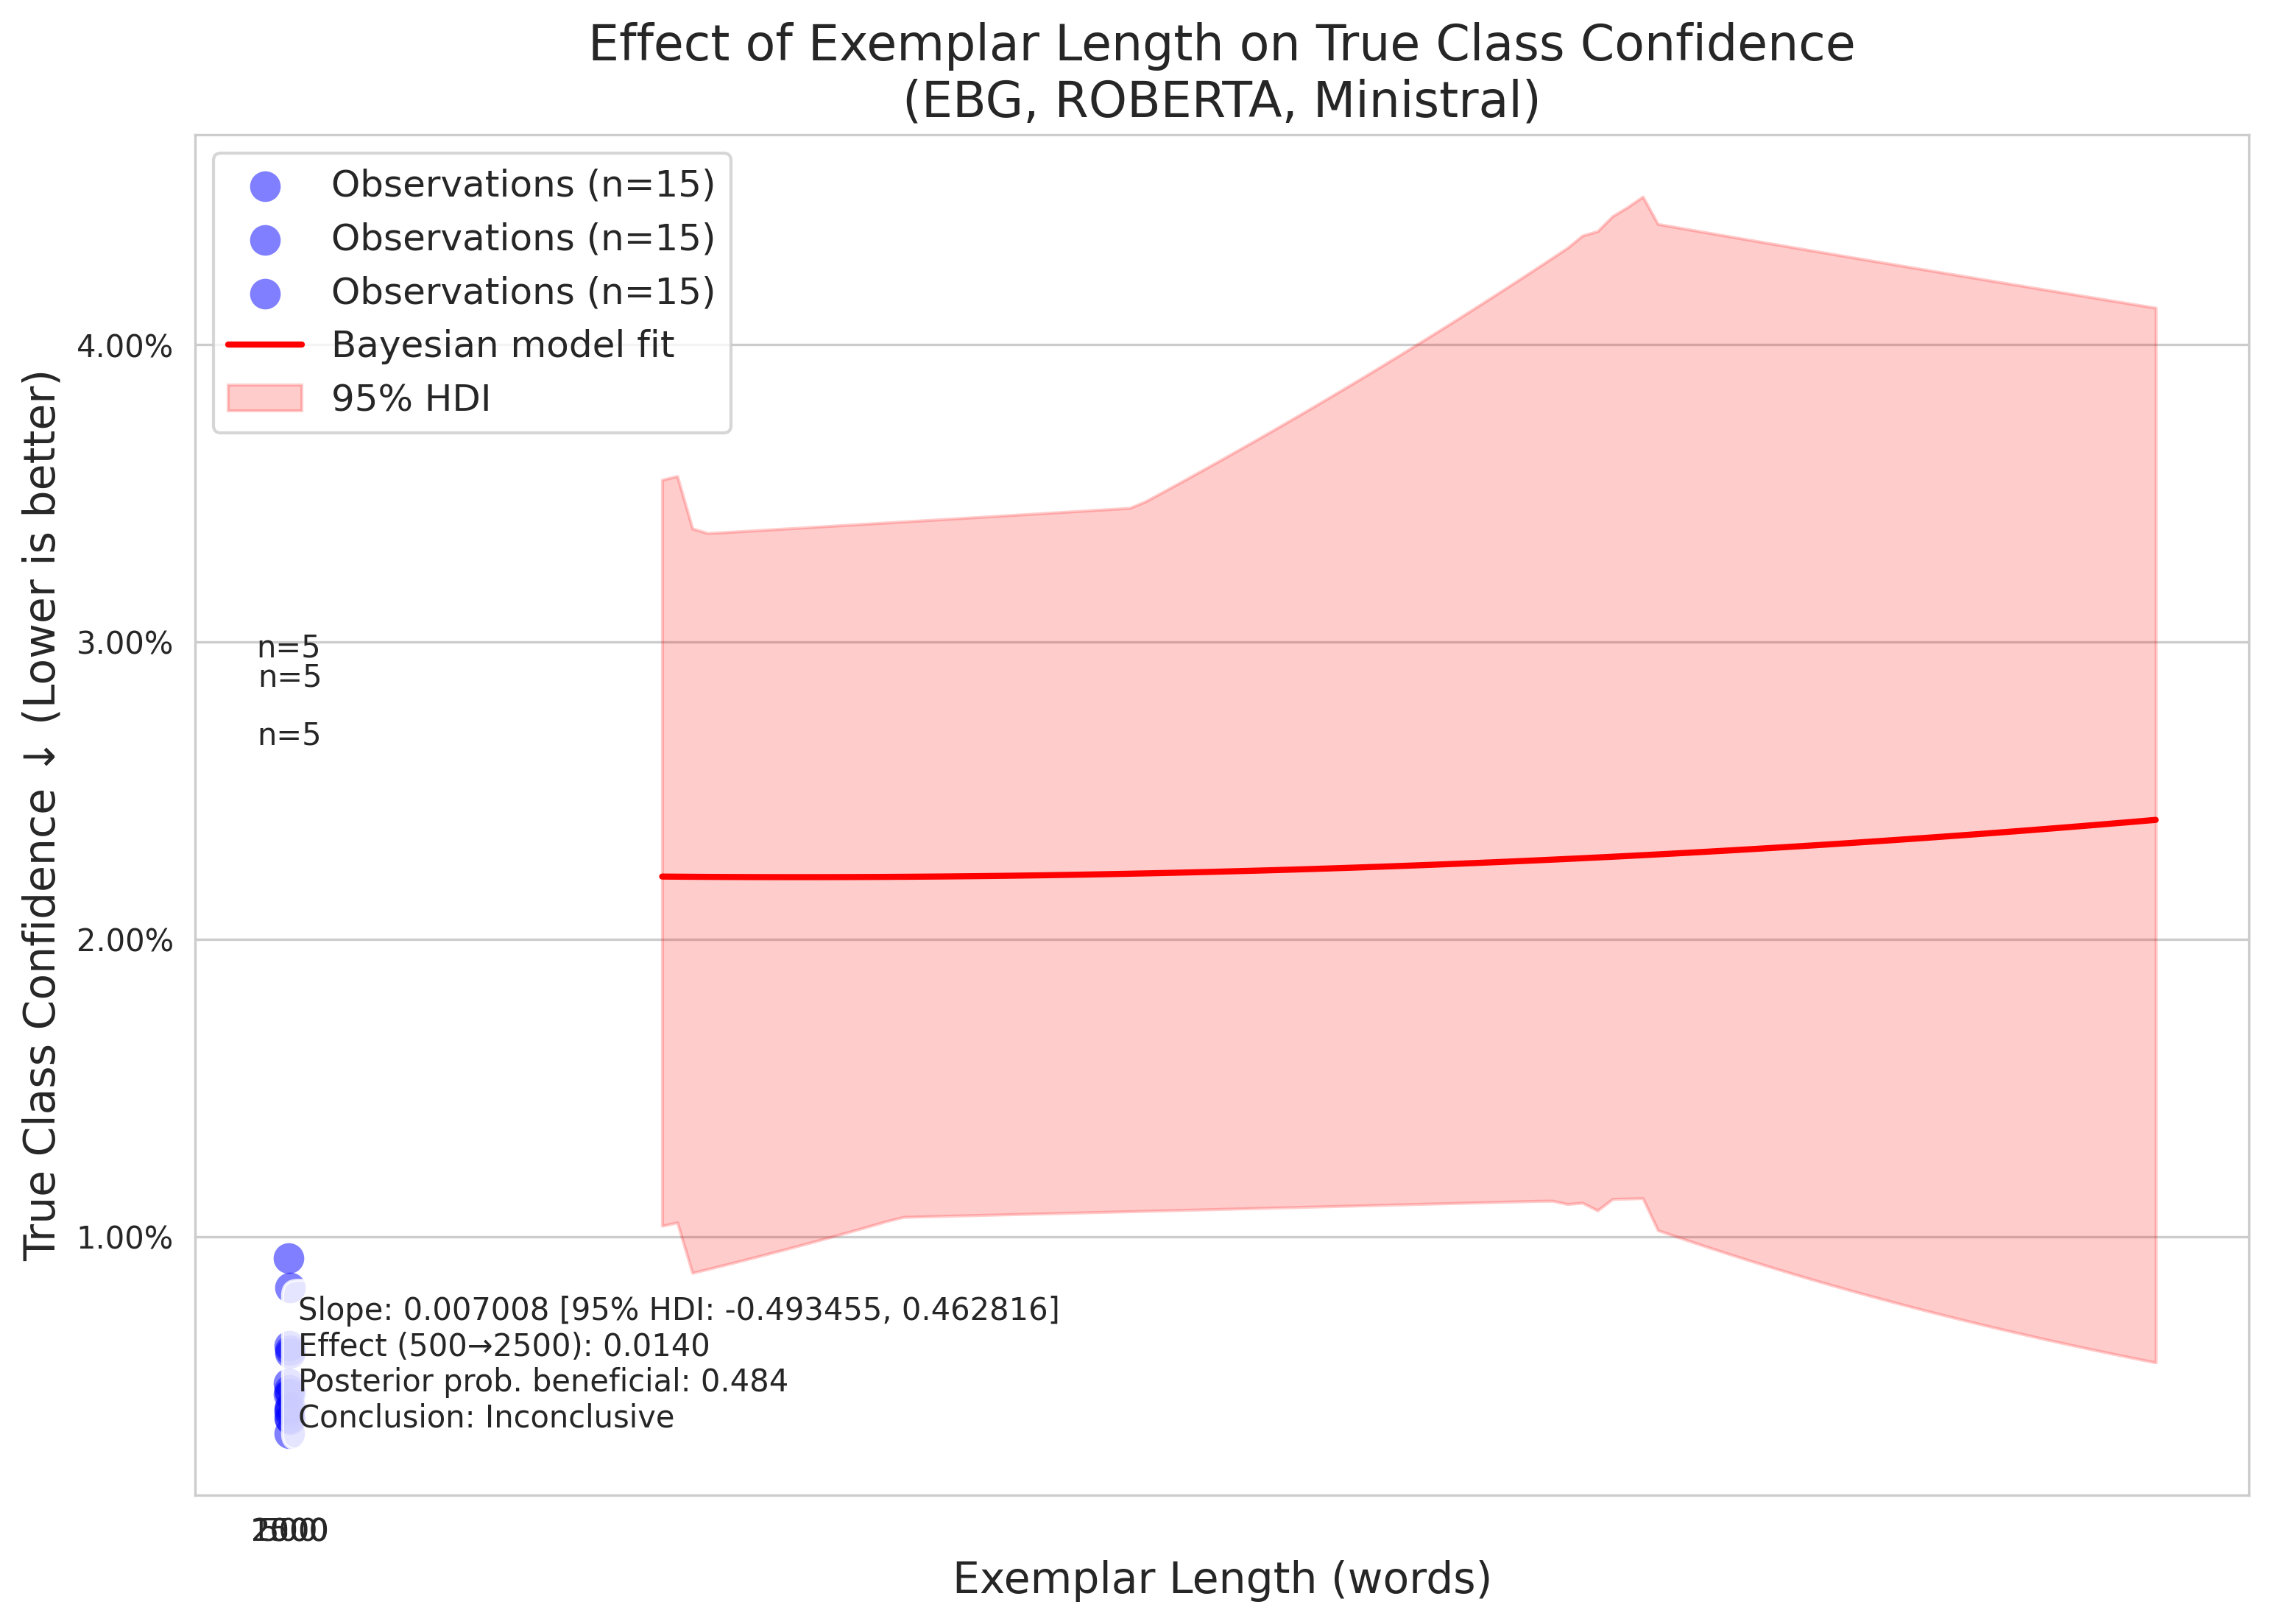 Effect of Exemplar Length on True Class Confidence
(EBG, ROBERTA, Ministral)
Observations (n=15)
Observations (n=15)
Observations (n=15)
Bayesian model fit
95% HDI
True Class Confidence ↓ (Lower is better)
4.00%
3.00%
2.00%
1.00%
n=5
n=5
n=5
Slope: 0.007008 [95% HDI: -0.493455, 0.462816]
Effect (500→2500): 0.0140
Posterior prob. beneficial: 0.484
Conclusion: Inconclusive
Exemplar Length (words)